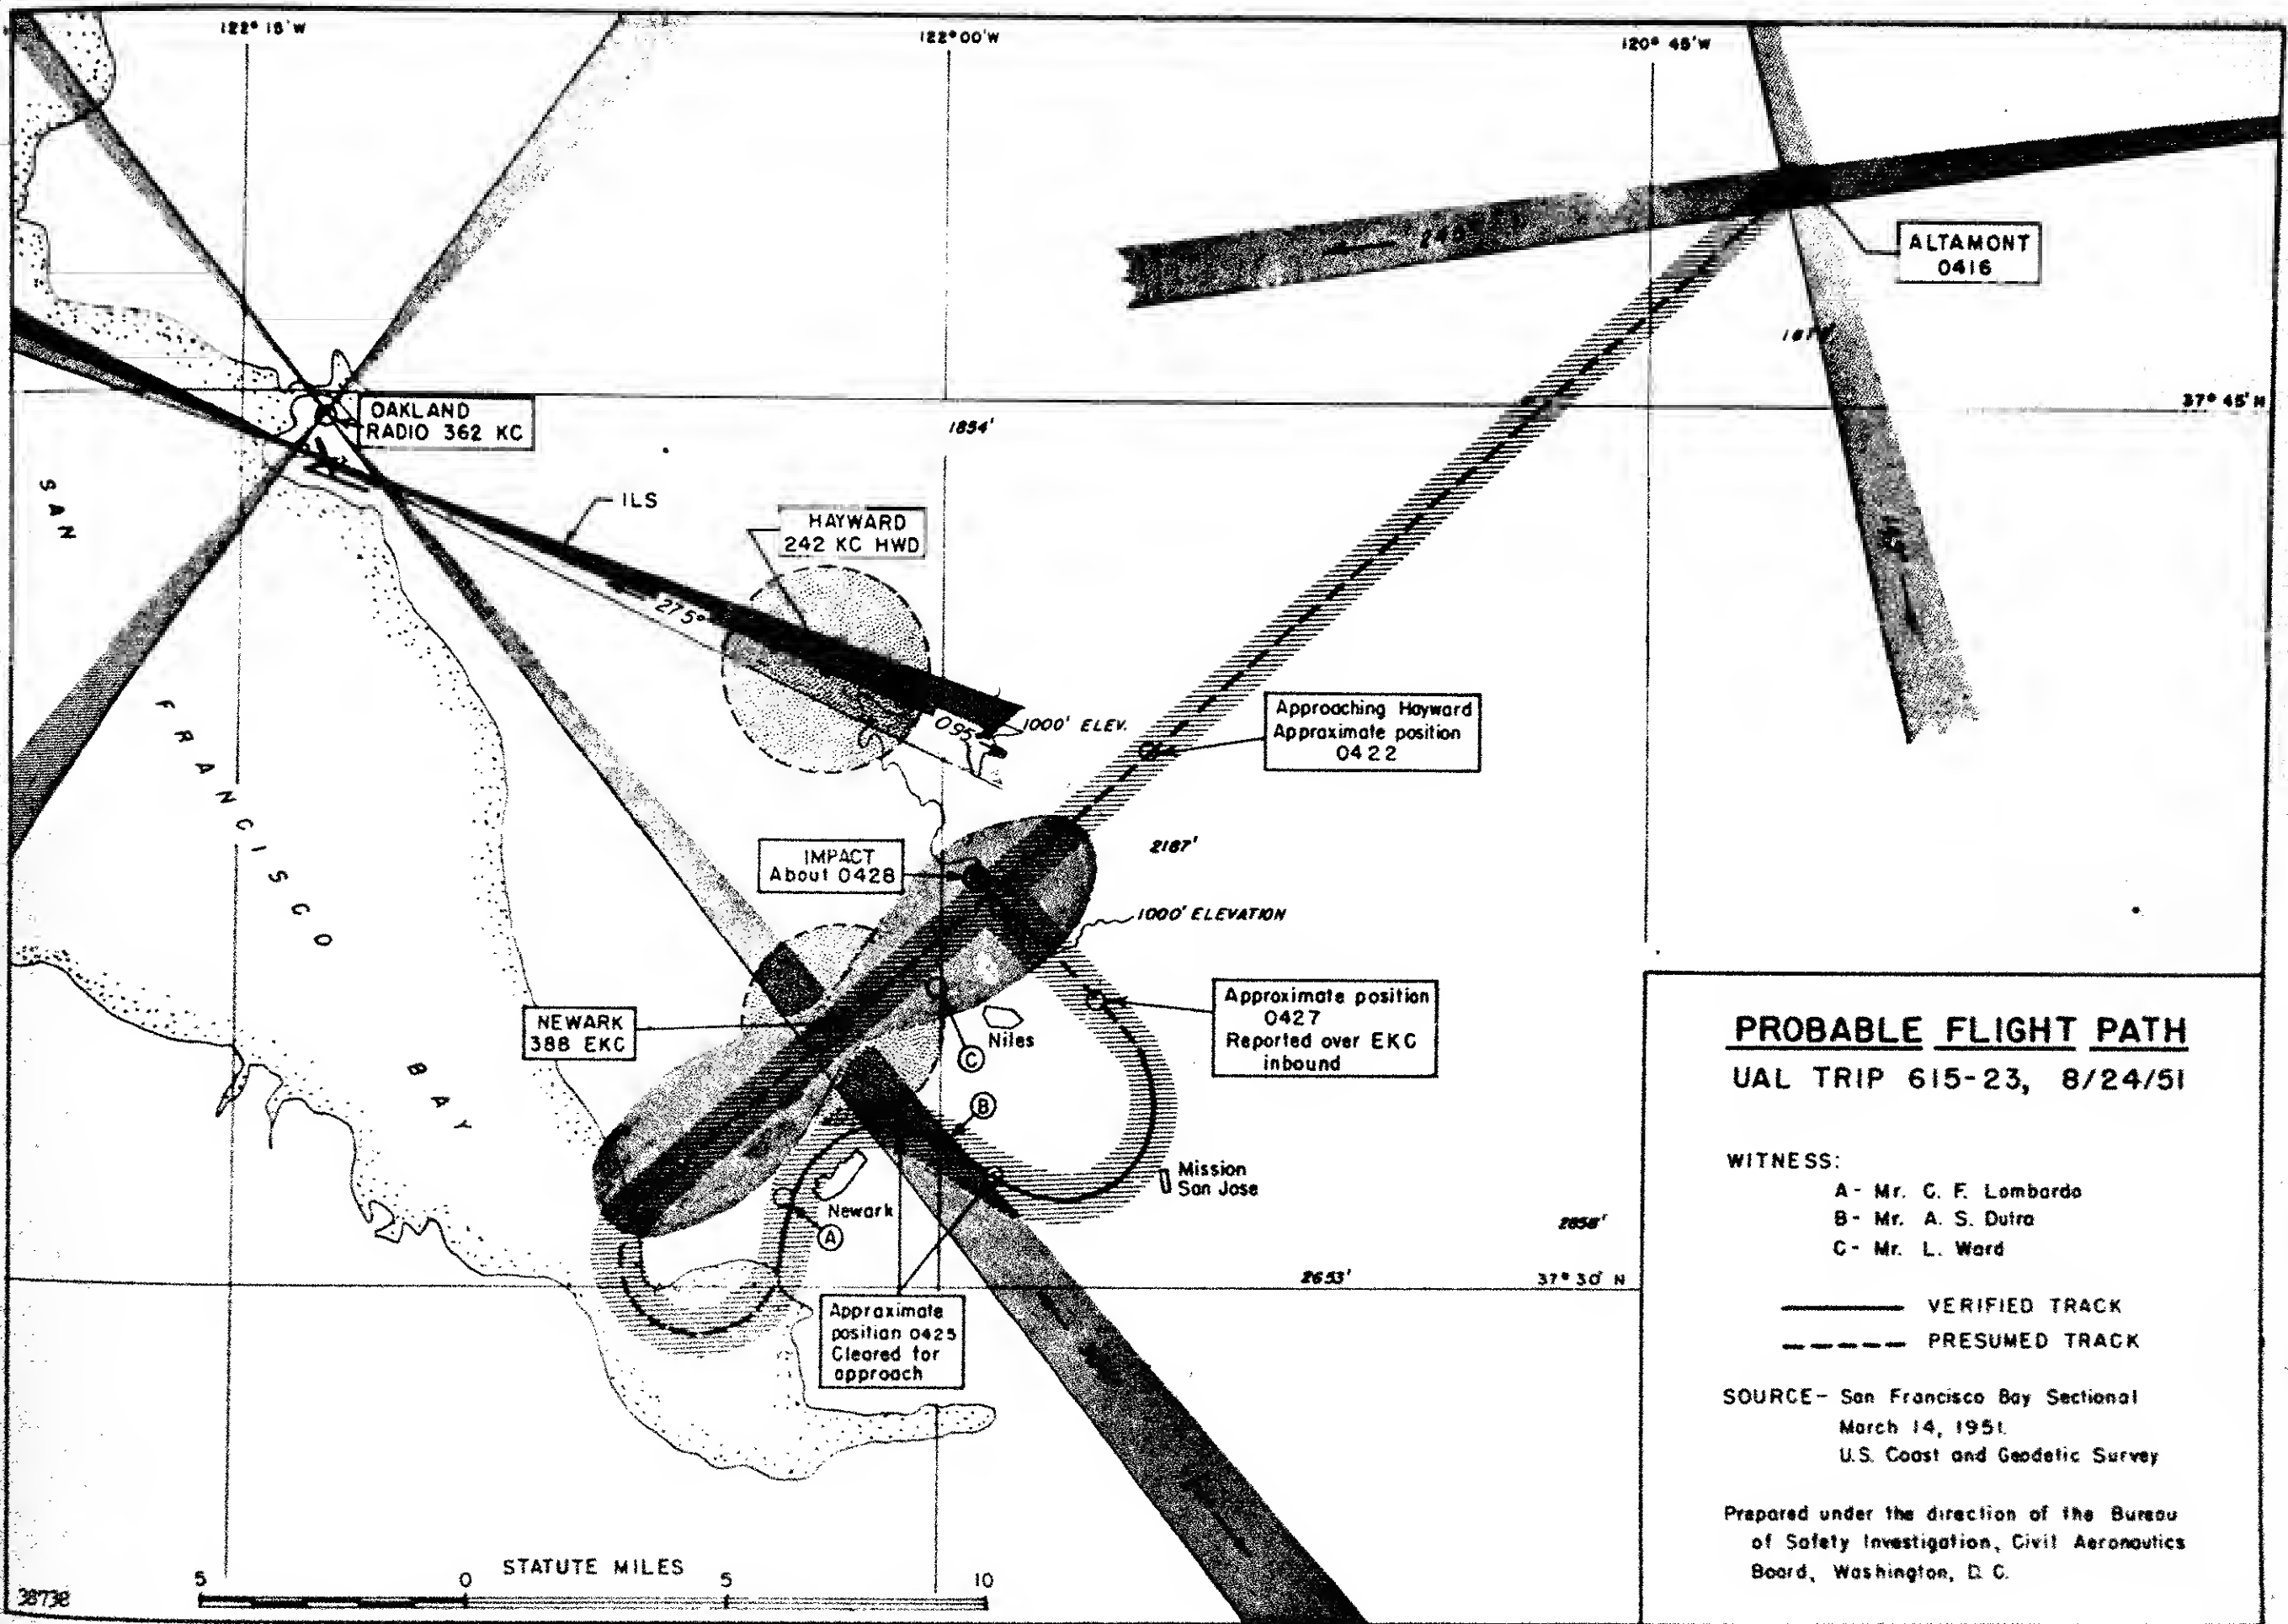 122° 15' W
122° 00' W
120° 45' W
ALTAMONT
0416
37° 45' N
OAKLAND
RADIO 362 KC
1854'
ILS
HAYWARD
242 KC HWD
275°
095
1000' ELEV.
SAN
FRANCISCO
BAY
Approaching Hayward
Approximate position
0422
2187'
IMPACT
About 0428
1000' ELEVATION
NEWARK
388 EKC
Niles
C
Approximate position
0427
Reported over EKC
inbound
B
Mission
San Jose
Newark
A
2858'
2653'
37° 30' N
Approximate
position 0425
Cleared for
approach
PROBABLE FLIGHT PATH
UAL TRIP 615-23, 8/24/51
WITNESS:
A - Mr. C. F. Lombardo
B - Mr. A. S. Dutra
C - Mr. L. Ward
VERIFIED TRACK
PRESUMED TRACK
SOURCE - San Francisco Bay Sectional
March 14, 1951.
U.S. Coast and Geodetic Survey
Prepared under the direction of the Bureau
of Safety Investigation, Civil Aeronautics
Board, Washington, D. C.
STATUTE MILES
5 0 5 10
38738